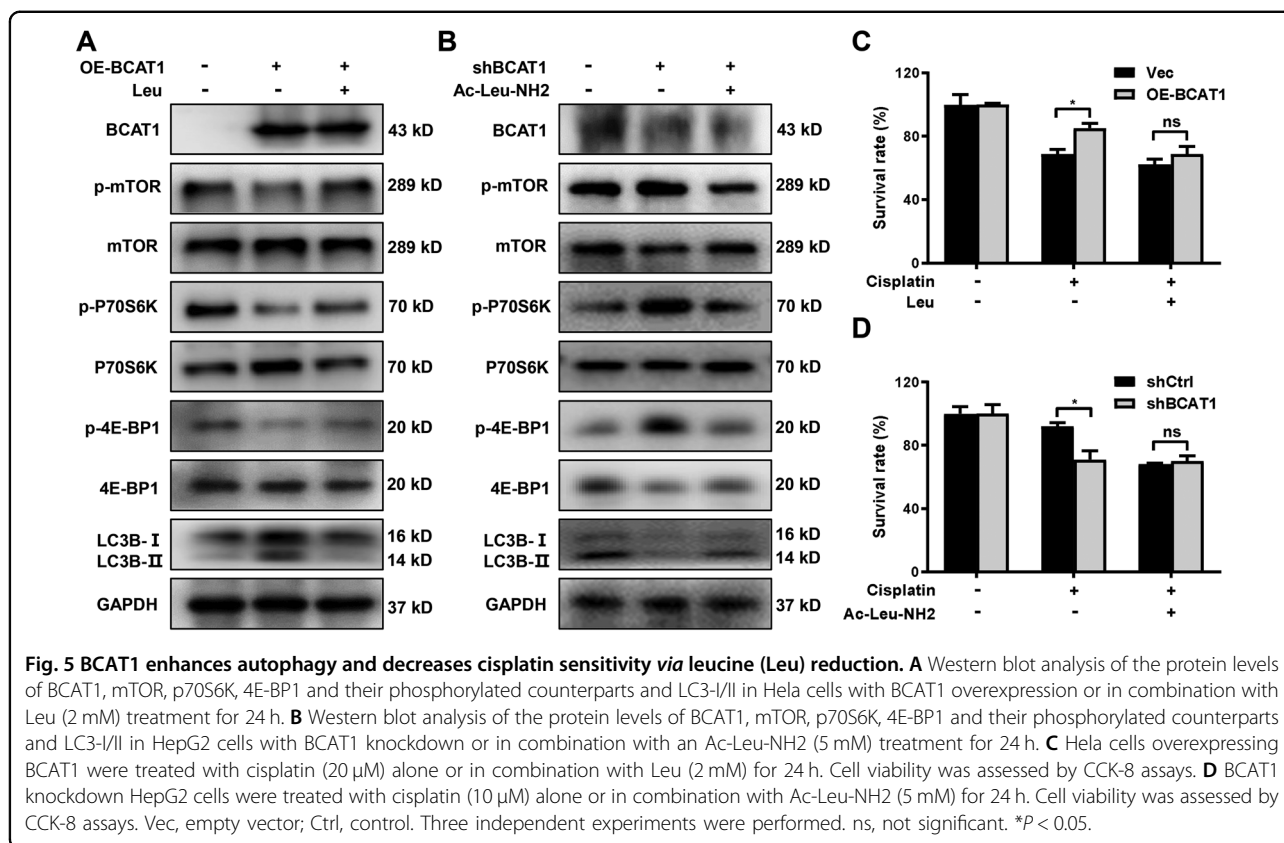 A
OE-BCAT1 - + +
Leu - - +
BCAT1 43 kD
p-mTOR 289 kD
mTOR 289 kD
p-P70S6K 70 kD
P70S6K 70 kD
p-4E-BP1 20 kD
4E-BP1 20 kD
LC3B-Ⅰ 16 kD
LC3B-Ⅱ 14 kD
GAPDH 37 kD
B
shBCAT1 - + +
Ac-Leu-NH2 - - +
BCAT1 43 kD
p-mTOR 289 kD
mTOR 289 kD
p-P70S6K 70 kD
P70S6K 70 kD
p-4E-BP1 20 kD
4E-BP1 20 kD
LC3B-Ⅰ 16 kD
LC3B-Ⅱ 14 kD
GAPDH 37 kD
C
Vec
OE-BCAT1
Survival rate (%)
120
80
40
0
*
ns
Cisplatin - + +
Leu - - +
D
shCtrl
shBCAT1
Survival rate (%)
120
80
40
0
*
ns
Cisplatin - + +
Ac-Leu-NH2 - - +
Fig. 5 BCAT1 enhances autophagy and decreases cisplatin sensitivity via leucine (Leu) reduction. A Western blot analysis of the protein levels
of BCAT1, mTOR, p70S6K, 4E-BP1 and their phosphorylated counterparts and LC3-I/II in Hela cells with BCAT1 overexpression or in combination with
Leu (2 mM) treatment for 24 h. B Western blot analysis of the protein levels of BCAT1, mTOR, p70S6K, 4E-BP1 and their phosphorylated counterparts
and LC3-I/II in HepG2 cells with BCAT1 knockdown or in combination with an Ac-Leu-NH2 (5 mM) treatment for 24 h. C Hela cells overexpressing
BCAT1 were treated with cisplatin (20 μM) alone or in combination with Leu (2 mM) for 24 h. Cell viability was assessed by CCK-8 assays. D BCAT1
knockdown HepG2 cells were treated with cisplatin (10 μM) alone or in combination with Ac-Leu-NH2 (5 mM) for 24 h. Cell viability was assessed by
CCK-8 assays. Vec, empty vector; Ctrl, control. Three independent experiments were performed. ns, not significant. *P < 0.05.